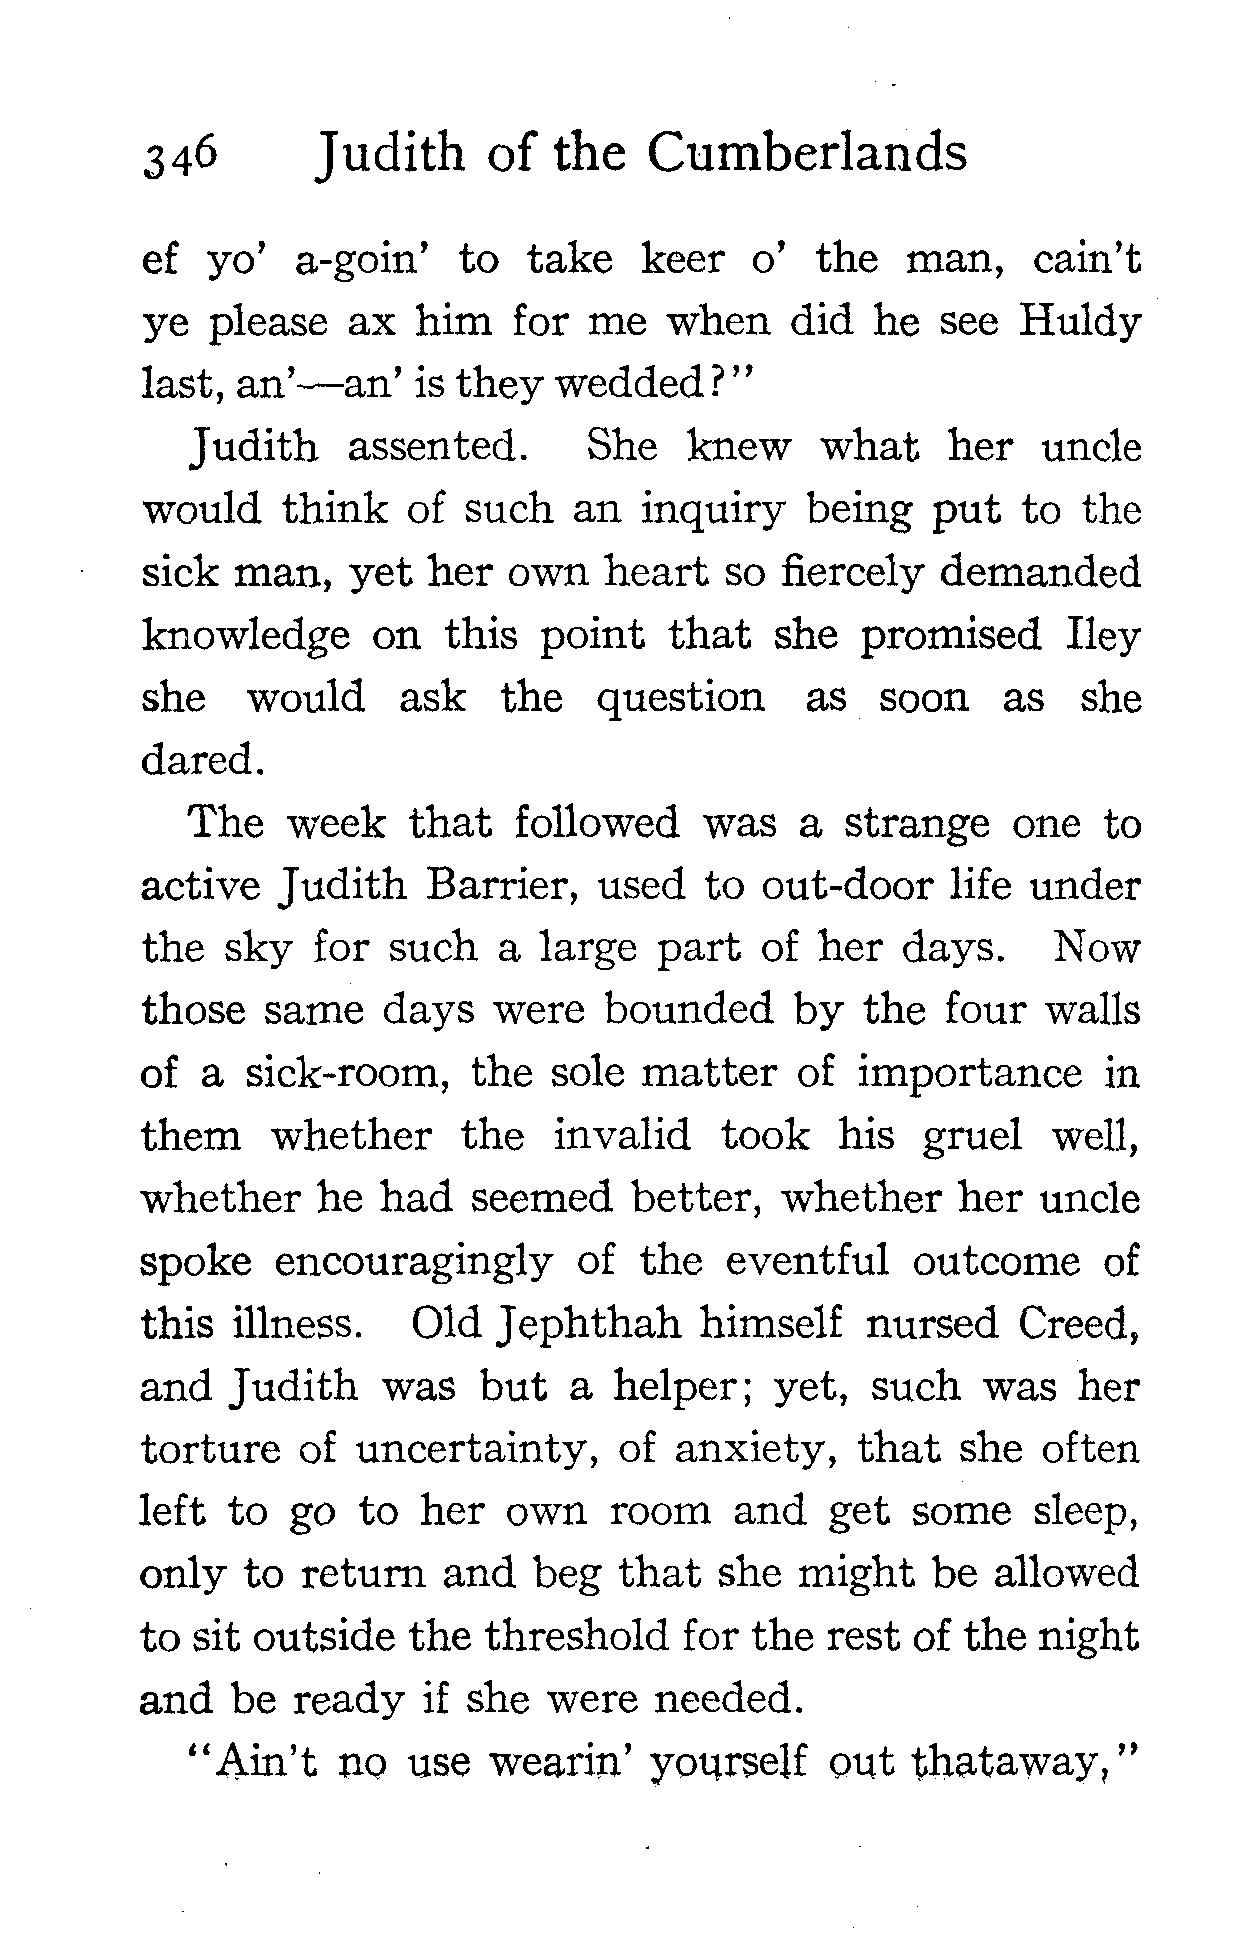 346 Judith of the Cumberlands
ef yo' a-goin' to take keer o' the man, cain't
ye please ax him for me when did he see Huldy
last, an'—an' is they wedded?"
Judith assented. She knew what her uncle
would think of such an inquiry being put to the
sick man, yet her own heart so fiercely demanded
knowledge on this point that she promised Iley
she would ask the question as soon as she
dared.
The week that followed was a strange one to
active Judith Barrier, used to out-door life under
the sky for such a large part of her days. Now
those same days were bounded by the four walls
of a sick-room, the sole matter of importance in
them whether the invalid took his gruel well,
whether he had seemed better, whether her uncle
spoke encouragingly of the eventful outcome of
this illness. Old Jephthah himself nursed Creed,
and Judith was but a helper; yet, such was her
torture of uncertainty, of anxiety, that she often
left to go to her own room and get some sleep,
only to return and beg that she might be allowed
to sit outside the threshold for the rest of the night
and be ready if she were needed.
"Ain't no use wearin' yourself out thataway,"